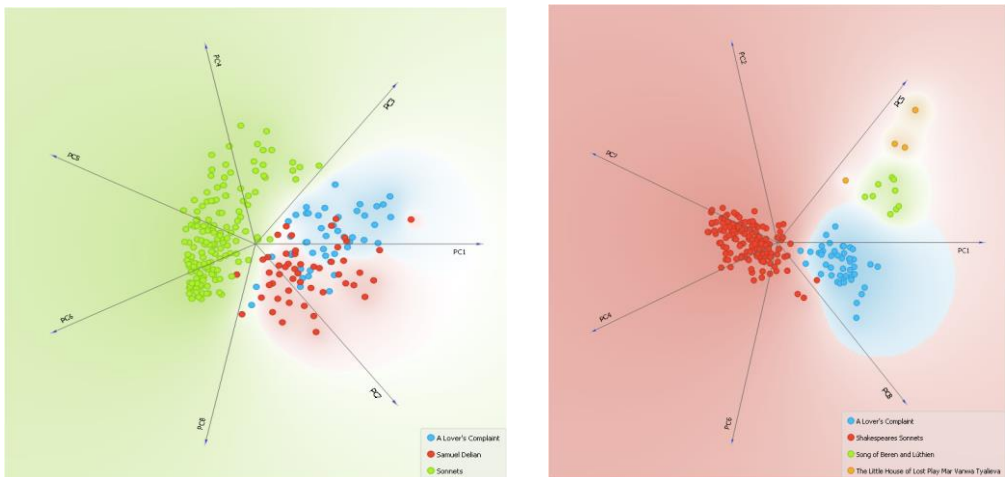 PC4
PC3
PC5
PC1
PC6
PC7
PC8
A Lover's Complaint
Samuel Delian
Sonnets
PC2
PC5
PC7
PC1
PC4
PC8
PC6
A Lover's Complaint
Shakespeares Sonnets
Song of Beren and Lúthien
The Little House of Lost Play Mar Vanwa Tyaliéva